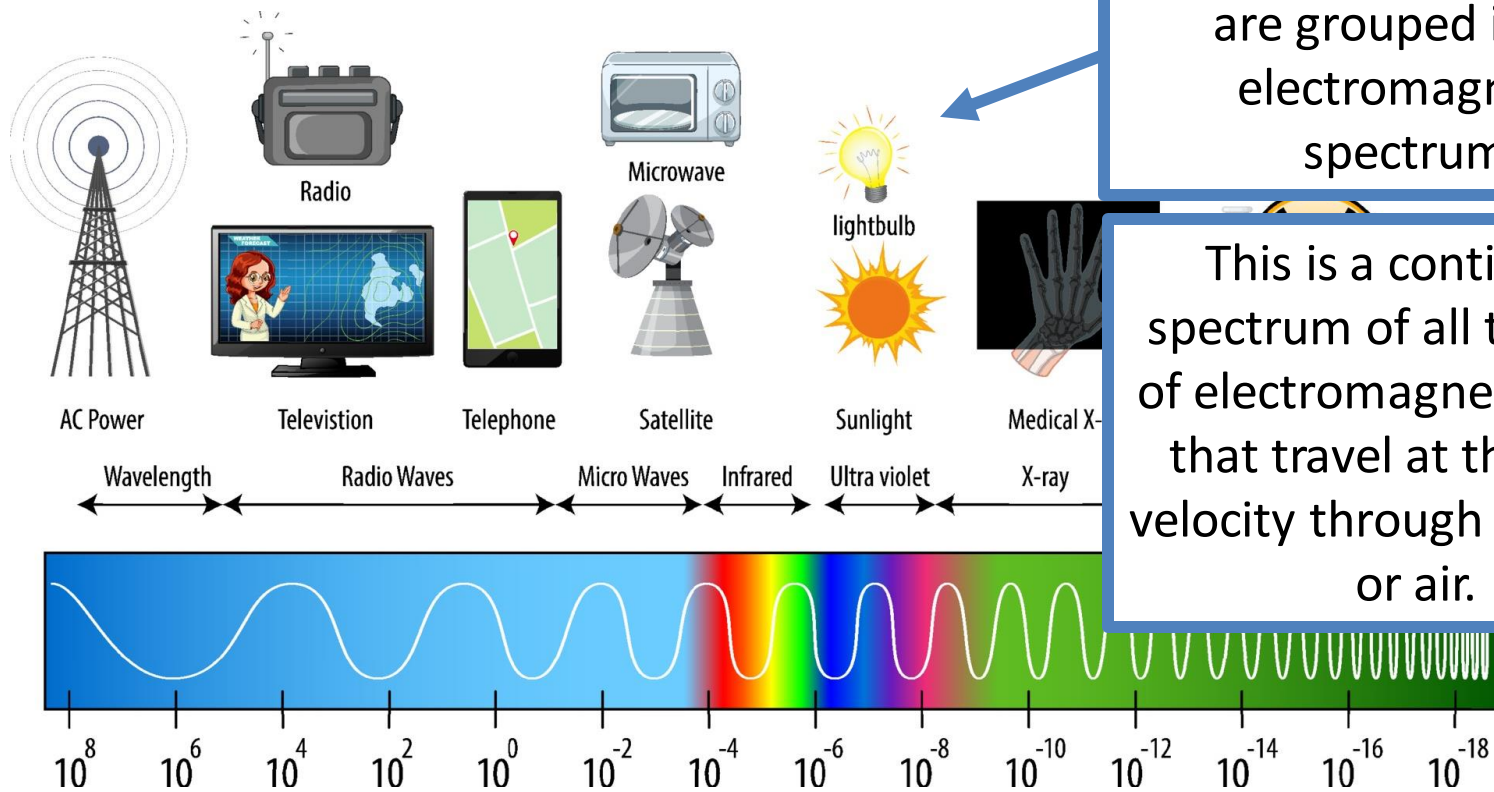 are grouped i
electromagn
spectrum
This is a conti
spectrum of all t
of electromagne
that travel at th
velocity through
or air.
Radio
Microwave
lightbulb
WEATHER
FORECAST
AC Power
Televistion
Telephone
Satellite
Sunlight
Medical X-
Wavelength
Radio Waves
Micro Waves
Infrared
Ultra violet
X-ray
10^8 10^6 10^4 10^2 10^0 10^-2 10^-4 10^-6 10^-8 10^-10 10^-12 10^-14 10^-16 10^-18